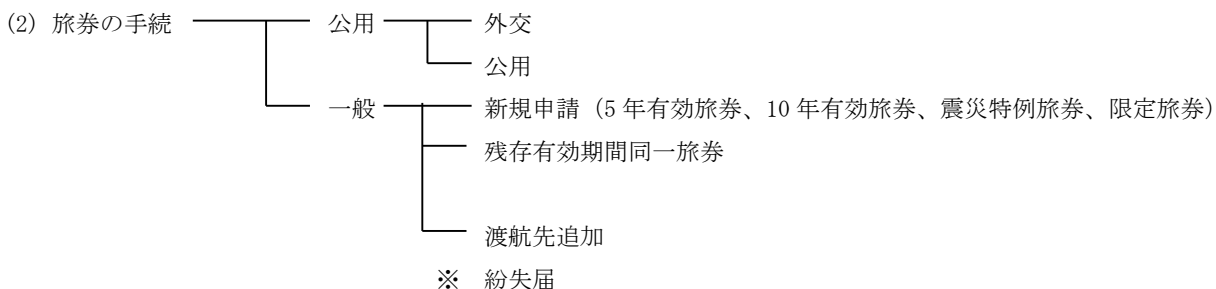 (2) 旅券の手続 公用 外交
公用
一般 新規申請（5 年有効旅券、10 年有効旅券、震災特例旅券、限定旅券）
残存有効期間同一旅券
渡航先追加
※ 紛失届